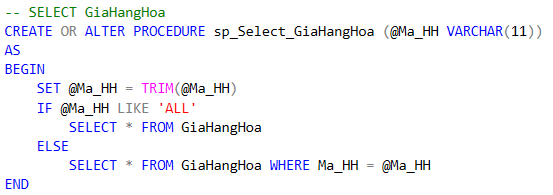 -- SELECT GiaHangHoa
CREATE OR ALTER PROCEDURE sp_Select_GiaHangHoa (@Ma_HH VARCHAR(11))
AS
BEGIN
    SET @Ma_HH = TRIM(@Ma_HH)
    IF @Ma_HH LIKE 'ALL'
        SELECT * FROM GiaHangHoa
    ELSE
        SELECT * FROM GiaHangHoa WHERE Ma_HH = @Ma_HH
END